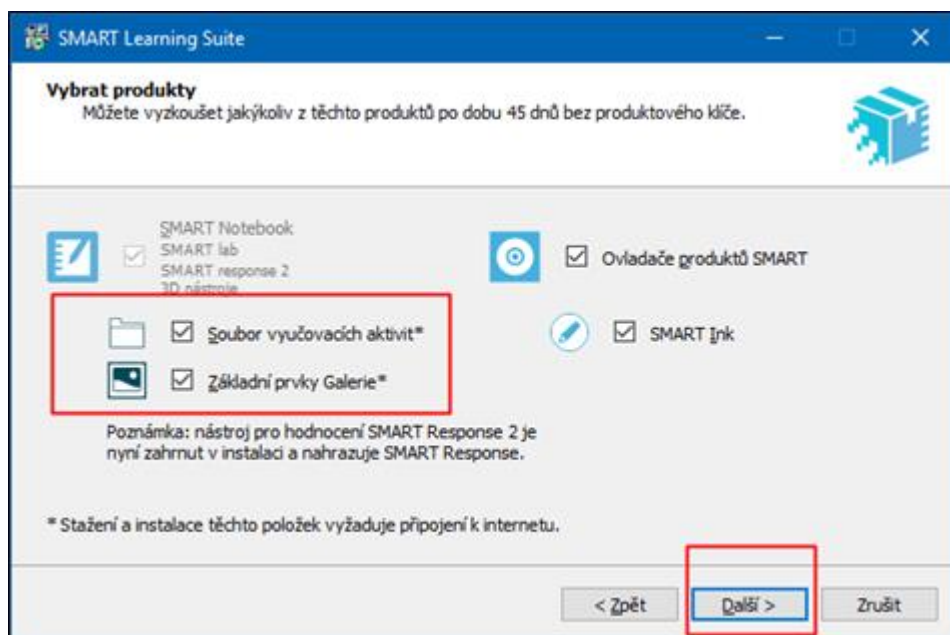 SMART Learning Suite
Vybrat produkty
Můžete vyzkoušet jakýkoliv z těchto produktů po dobu 45 dnů bez produktového klíče.
SMART Notebook
SMART lab
SMART response 2
3D nástroje
Ovladače produktů SMART
Soubor vyučovacích aktivit*
SMART Ink
Základní prvky Galerie*
Poznámka: nástroj pro hodnocení SMART Response 2 je
nyní zahrnut v instalaci a nahrazuje SMART Response.
* Stažení a instalace těchto položek vyžaduje připojení k internetu.
< Zpět
Další >
Zrušit